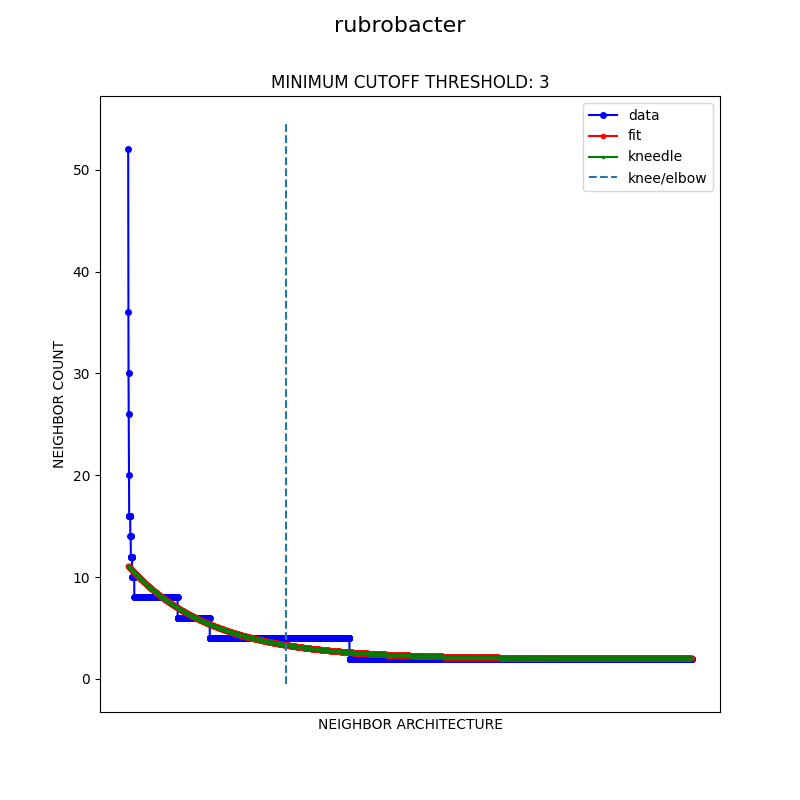 rubrobacter
MINIMUM CUTOFF THRESHOLD: 3
data
fit
kneedle
knee/elbow
50
40
30
20
10
0
NEIGHBOR COUNT
NEIGHBOR ARCHITECTURE